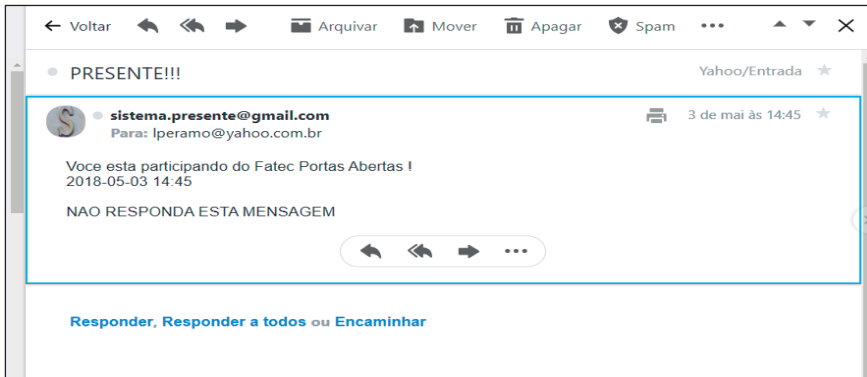 Voltar Arquivar Mover Apagar Spam
PRESENTE!!! Yahoo/Entrada
S sistema.presente@gmail.com 3 de mai às 14:45
Para: lperamo@yahoo.com.br
Voce esta participando do Fatec Portas Abertas !
2018-05-03 14:45
NAO RESPONDA ESTA MENSAGEM
Responder, Responder a todos ou Encaminhar